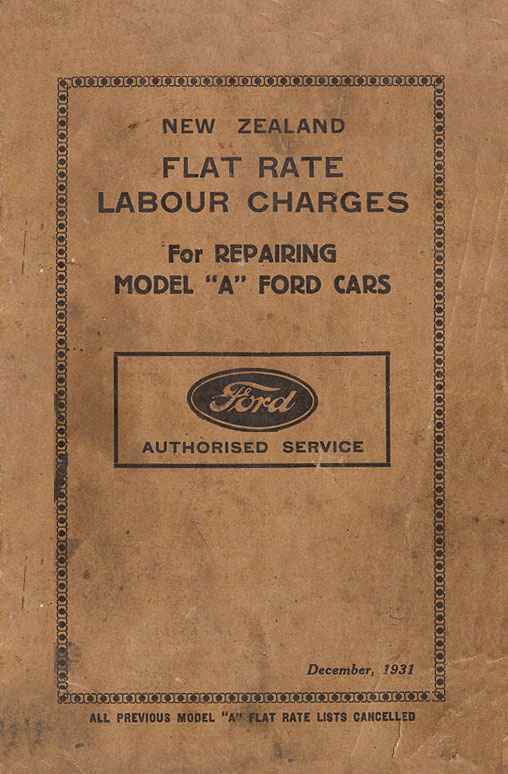 NEW ZEALAND
FLAT RATE
LABOUR CHARGES
For REPAIRING
MODEL "A" FORD CARS
Ford
AUTHORISED SERVICE
December, 1931
ALL PREVIOUS MODEL "A" FLAT RATE LISTS CANCELLED